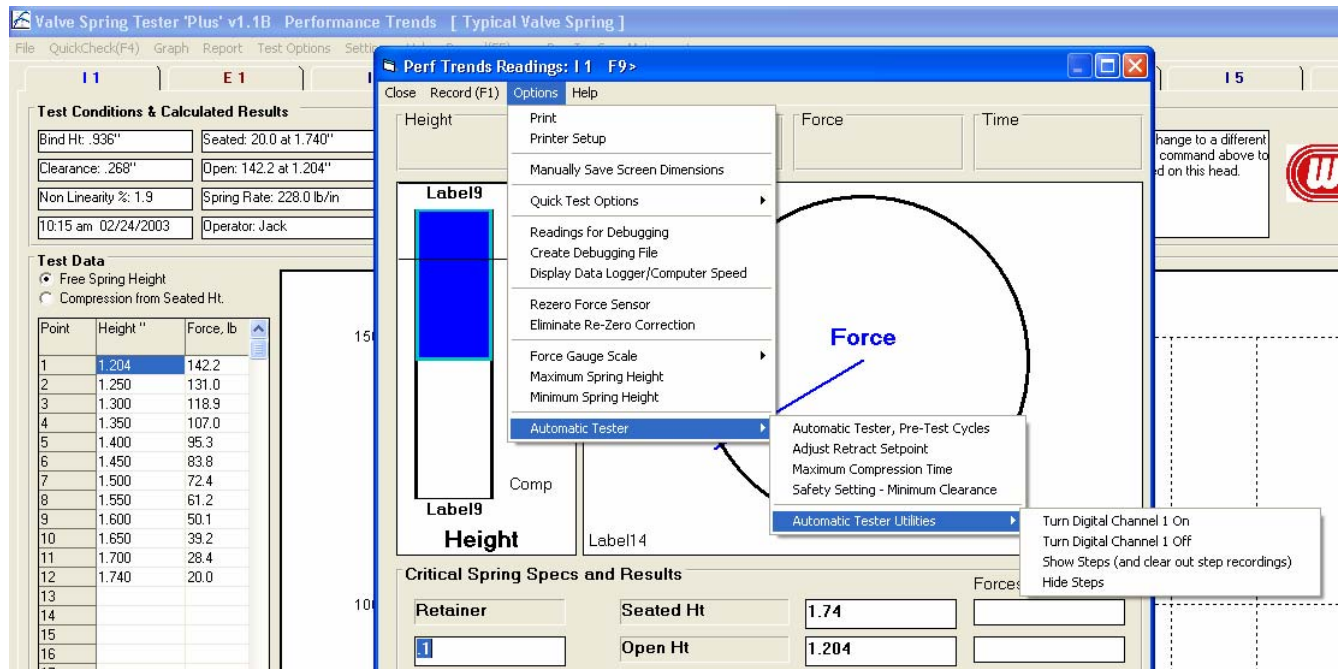 Valve Spring Tester 'Plus' v1.1B Performance Trends [ Typical Valve Spring ]
File QuickCheck(F4) Graph Report Test Options
I 1
E 1
I 5
Test Conditions & Calculated Results
Bind Ht: .936"
Seated: 20.0 at 1.740"
Clearance: .268"
Open: 142.2 at 1.204"
Non Linearity %: 1.9
Spring Rate: 228.0 lb/in
10:15 am 02/24/2003
Operator: Jack
hange to a different
command above to
d on this head.
Test Data
Free Spring Height
Compression from Seated Ht.
Point Height " Force, lb
1 1.204 142.2
2 1.250 131.0
3 1.300 118.9
4 1.350 107.0
5 1.400 95.3
6 1.450 83.8
7 1.500 72.4
8 1.550 61.2
9 1.600 50.1
10 1.650 39.2
11 1.700 28.4
12 1.740 20.0
13
14
15
16
Perf Trends Readings: I 1 F9>
Close Record (F1) Options Help
Height
Force
Time
Label9
Comp
Label9
Height
Print
Printer Setup
Manually Save Screen Dimensions
Quick Test Options
Readings for Debugging
Create Debugging File
Display Data Logger/Computer Speed
Rezero Force Sensor
Eliminate Re-Zero Correction
Force Gauge Scale
Maximum Spring Height
Minimum Spring Height
Automatic Tester
Force
Label14
Automatic Tester, Pre-Test Cycles
Adjust Retract Setpoint
Maximum Compression Time
Safety Setting - Minimum Clearance
Automatic Tester Utilities
Turn Digital Channel 1 On
Turn Digital Channel 1 Off
Show Steps (and clear out step recordings)
Hide Steps
Critical Spring Specs and Results
Forces
Retainer
Seated Ht
1.74
.1
Open Ht
1.204